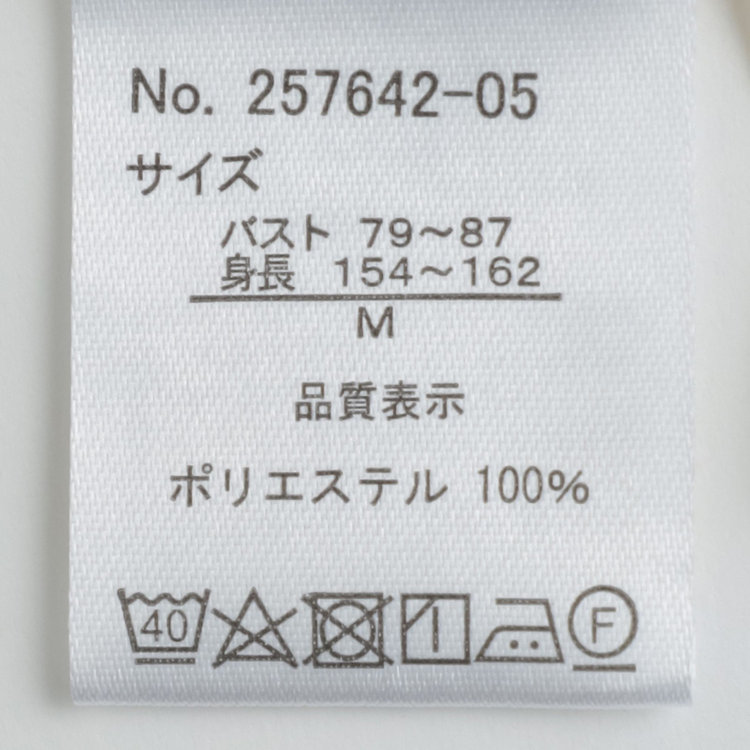 No. 257642-05
サイズ
バスト 79～87
身長 154～162
M
品質表示
ポリエステル 100%
40 F